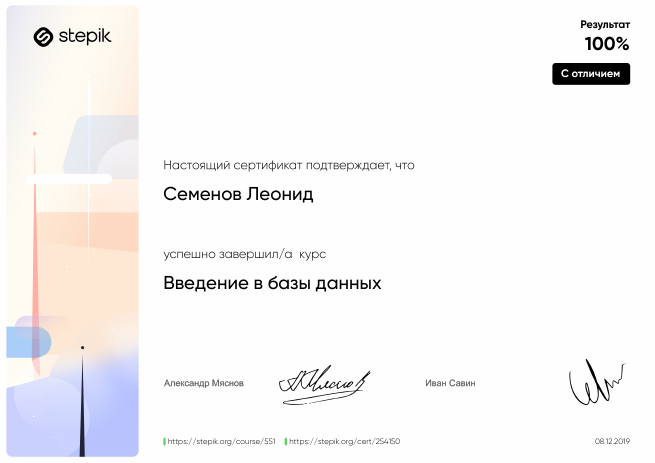 stepik
Результат
100%
С отличием
Настоящий сертификат подтверждает, что
Семенов Леонид
успешно завершил/а курс
Введение в базы данных
Александр Мяснов
Иван Савин
https://stepik.org/course/551 https://stepik.org/cert/254150
08.12.2019